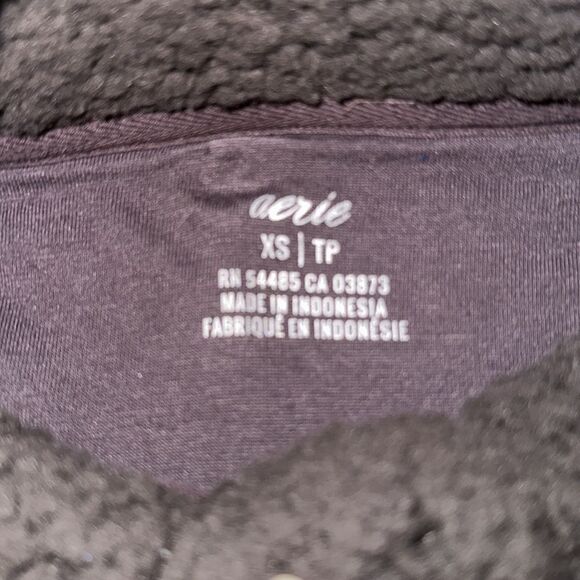 aerie
XS | TP
RN 54485 CA 03873
MADE IN INDONESIA
FABRIQUÉ EN INDONÉSIE